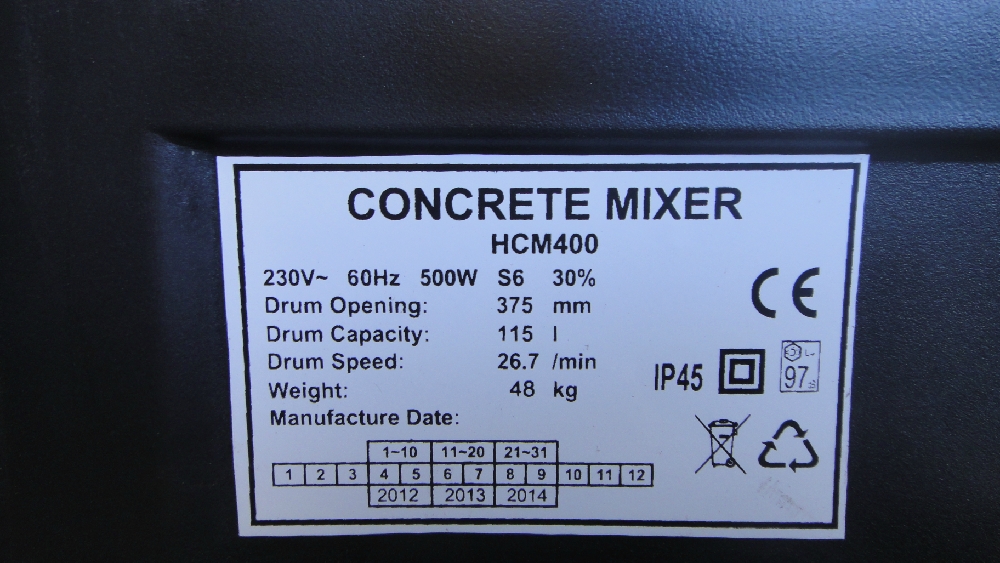 CONCRETE MIXER
HCM400
230V~ 60Hz 500W S6 30%
Drum Opening: 375 mm
Drum Capacity: 115 l
Drum Speed: 26.7 /min
Weight: 48 kg
Manufacture Date:
CE
IP45
97
1~10 11~20 21~31
1 2 3 4 5 6 7 8 9 10 11 12
2012 2013 2014